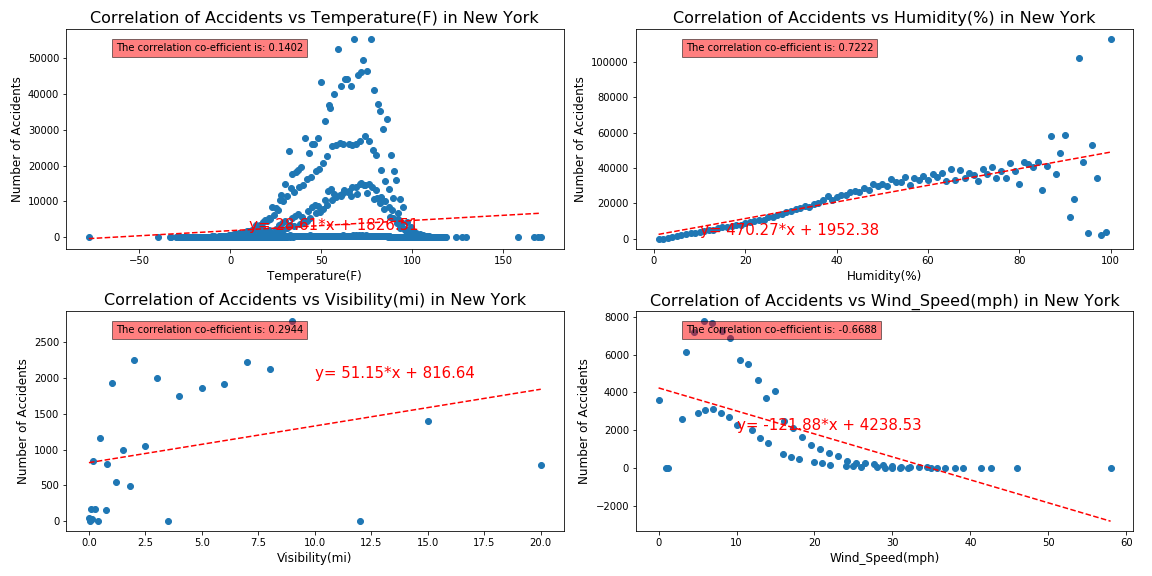 Correlation of Accidents vs Temperature(F) in New York
The correlation co-efficient is: 0.1402
Number of Accidents
50000
40000
30000
20000
10000
0
y= 28.61*x + 1826.51
−50
0
50
100
150
Temperature(F)
Correlation of Accidents vs Humidity(%) in New York
The correlation co-efficient is: 0.7222
Number of Accidents
100000
80000
60000
40000
20000
0
y= 470.27*x + 1952.38
0
20
40
60
80
100
Humidity(%)
Correlation of Accidents vs Visibility(mi) in New York
The correlation co-efficient is: 0.2944
Number of Accidents
2500
2000
1500
1000
500
0
y= 51.15*x + 816.64
0.0
2.5
5.0
7.5
10.0
12.5
15.0
17.5
20.0
Visibility(mi)
Correlation of Accidents vs Wind_Speed(mph) in New York
The correlation co-efficient is: -0.6688
Number of Accidents
8000
6000
4000
2000
0
−2000
y= -121.88*x + 4238.53
0
10
20
30
40
50
60
Wind_Speed(mph)